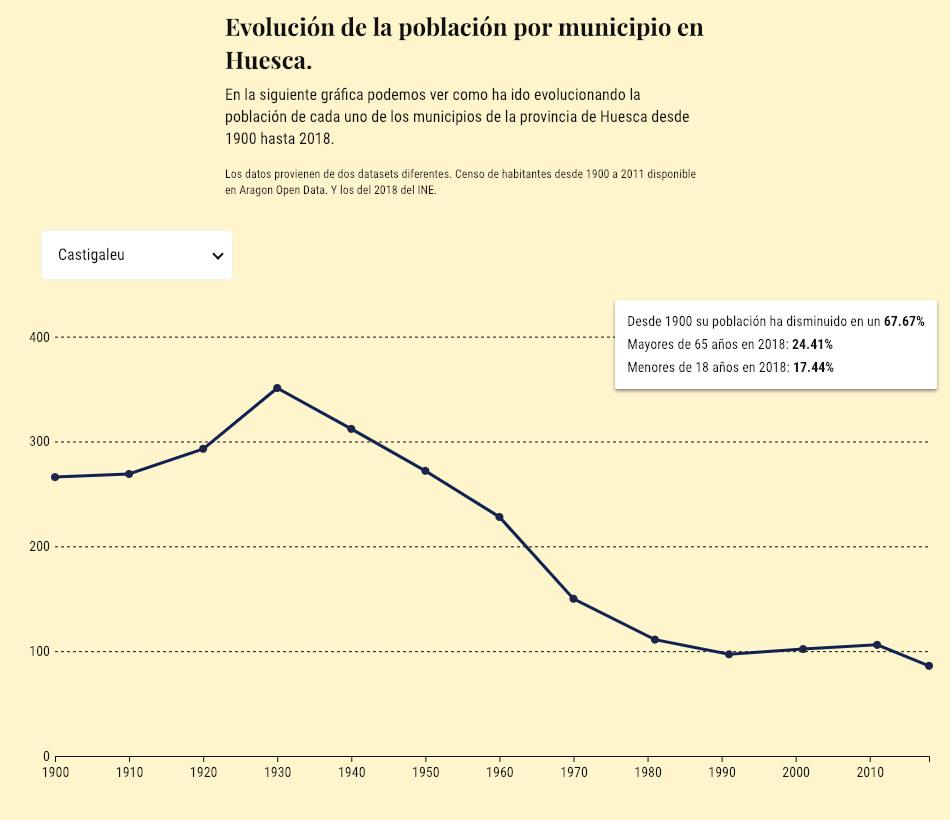 Evolución de la población por municipio en
Huesca.
En la siguiente gráfica podemos ver como ha ido evolucionando la
población de cada uno de los municipios de la provincia de Huesca desde
1900 hasta 2018.
Los datos provienen de dos datasets diferentes. Censo de habitantes desde 1900 a 2011 disponible
en Aragon Open Data. Y los del 2018 del INE.
Castigaleu
Desde 1900 su población ha disminuido en un 67.67%
Mayores de 65 años en 2018: 24.41%
Menores de 18 años en 2018: 17.44%
400
300
200
100
0
1900 1910 1920 1930 1940 1950 1960 1970 1980 1990 2000 2010